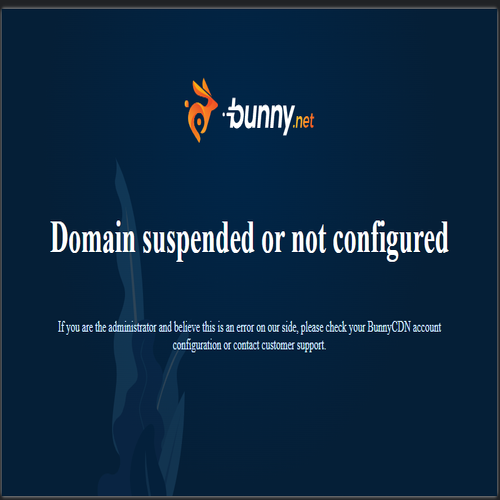 bunny.net
Domain suspended or not configured
If you are the administrator and believe this is an error on our side, please check your BunnyCDN account
configuration or contact customer support.